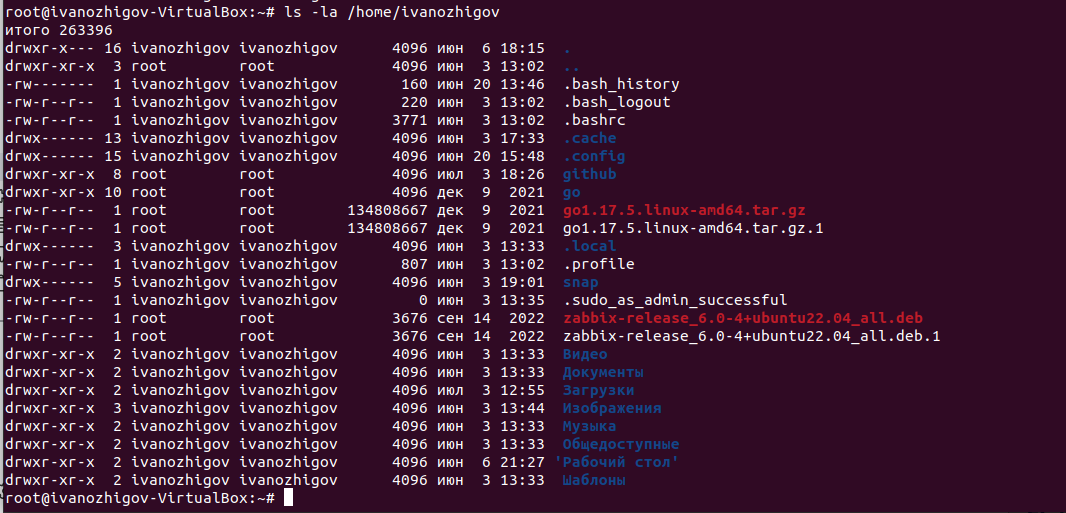 root@ivanozhigov-VirtualBox:~# ls -la /home/ivanozhigov
итого 263396
drwxr-x--- 16 ivanozhigov ivanozhigov      4096 июн  6 18:15  .
drwxr-xr-x  3 root        root             4096 июн  3 13:02  ..
-rw-------  1 ivanozhigov ivanozhigov       160 июн 20 13:46  .bash_history
-rw-r--r--  1 ivanozhigov ivanozhigov       220 июн  3 13:02  .bash_logout
-rw-r--r--  1 ivanozhigov ivanozhigov      3771 июн  3 13:02  .bashrc
drwx------ 13 ivanozhigov ivanozhigov      4096 июн  3 17:33  .cache
drwx------ 15 ivanozhigov ivanozhigov      4096 июн 20 15:48  .config
drwxr-xr-x  8 root        root             4096 июл  3 18:26  github
drwxr-xr-x 10 root        root             4096 дек  9  2021  go
-rw-r--r--  1 root        root        134808667 дек  9  2021  go1.17.5.linux-amd64.tar.gz
-rw-r--r--  1 root        root        134808667 дек  9  2021  go1.17.5.linux-amd64.tar.gz.1
drwx------  3 ivanozhigov ivanozhigov      4096 июн  3 13:33  .local
-rw-r--r--  1 ivanozhigov ivanozhigov       807 июн  3 13:02  .profile
drwx------  5 ivanozhigov ivanozhigov      4096 июн  3 19:01  snap
-rw-r--r--  1 ivanozhigov ivanozhigov         0 июн  3 13:35  .sudo_as_admin_successful
-rw-r--r--  1 root        root             3676 сен 14  2022  zabbix-release_6.0-4+ubuntu22.04_all.deb
-rw-r--r--  1 root        root             3676 сен 14  2022  zabbix-release_6.0-4+ubuntu22.04_all.deb.1
drwxr-xr-x  2 ivanozhigov ivanozhigov      4096 июн  3 13:33  Видео
drwxr-xr-x  2 ivanozhigov ivanozhigov      4096 июн  3 13:33  Документы
drwxr-xr-x  2 ivanozhigov ivanozhigov      4096 июл  3 12:55  Загрузки
drwxr-xr-x  3 ivanozhigov ivanozhigov      4096 июн  3 13:44  Изображения
drwxr-xr-x  2 ivanozhigov ivanozhigov      4096 июн  3 13:33  Музыка
drwxr-xr-x  2 ivanozhigov ivanozhigov      4096 июн  3 13:33  Общедоступные
drwxr-xr-x  2 ivanozhigov ivanozhigov      4096 июн  6 21:27 'Рабочий стол'
drwxr-xr-x  2 ivanozhigov ivanozhigov      4096 июн  3 13:33  Шаблоны
root@ivanozhigov-VirtualBox:~#